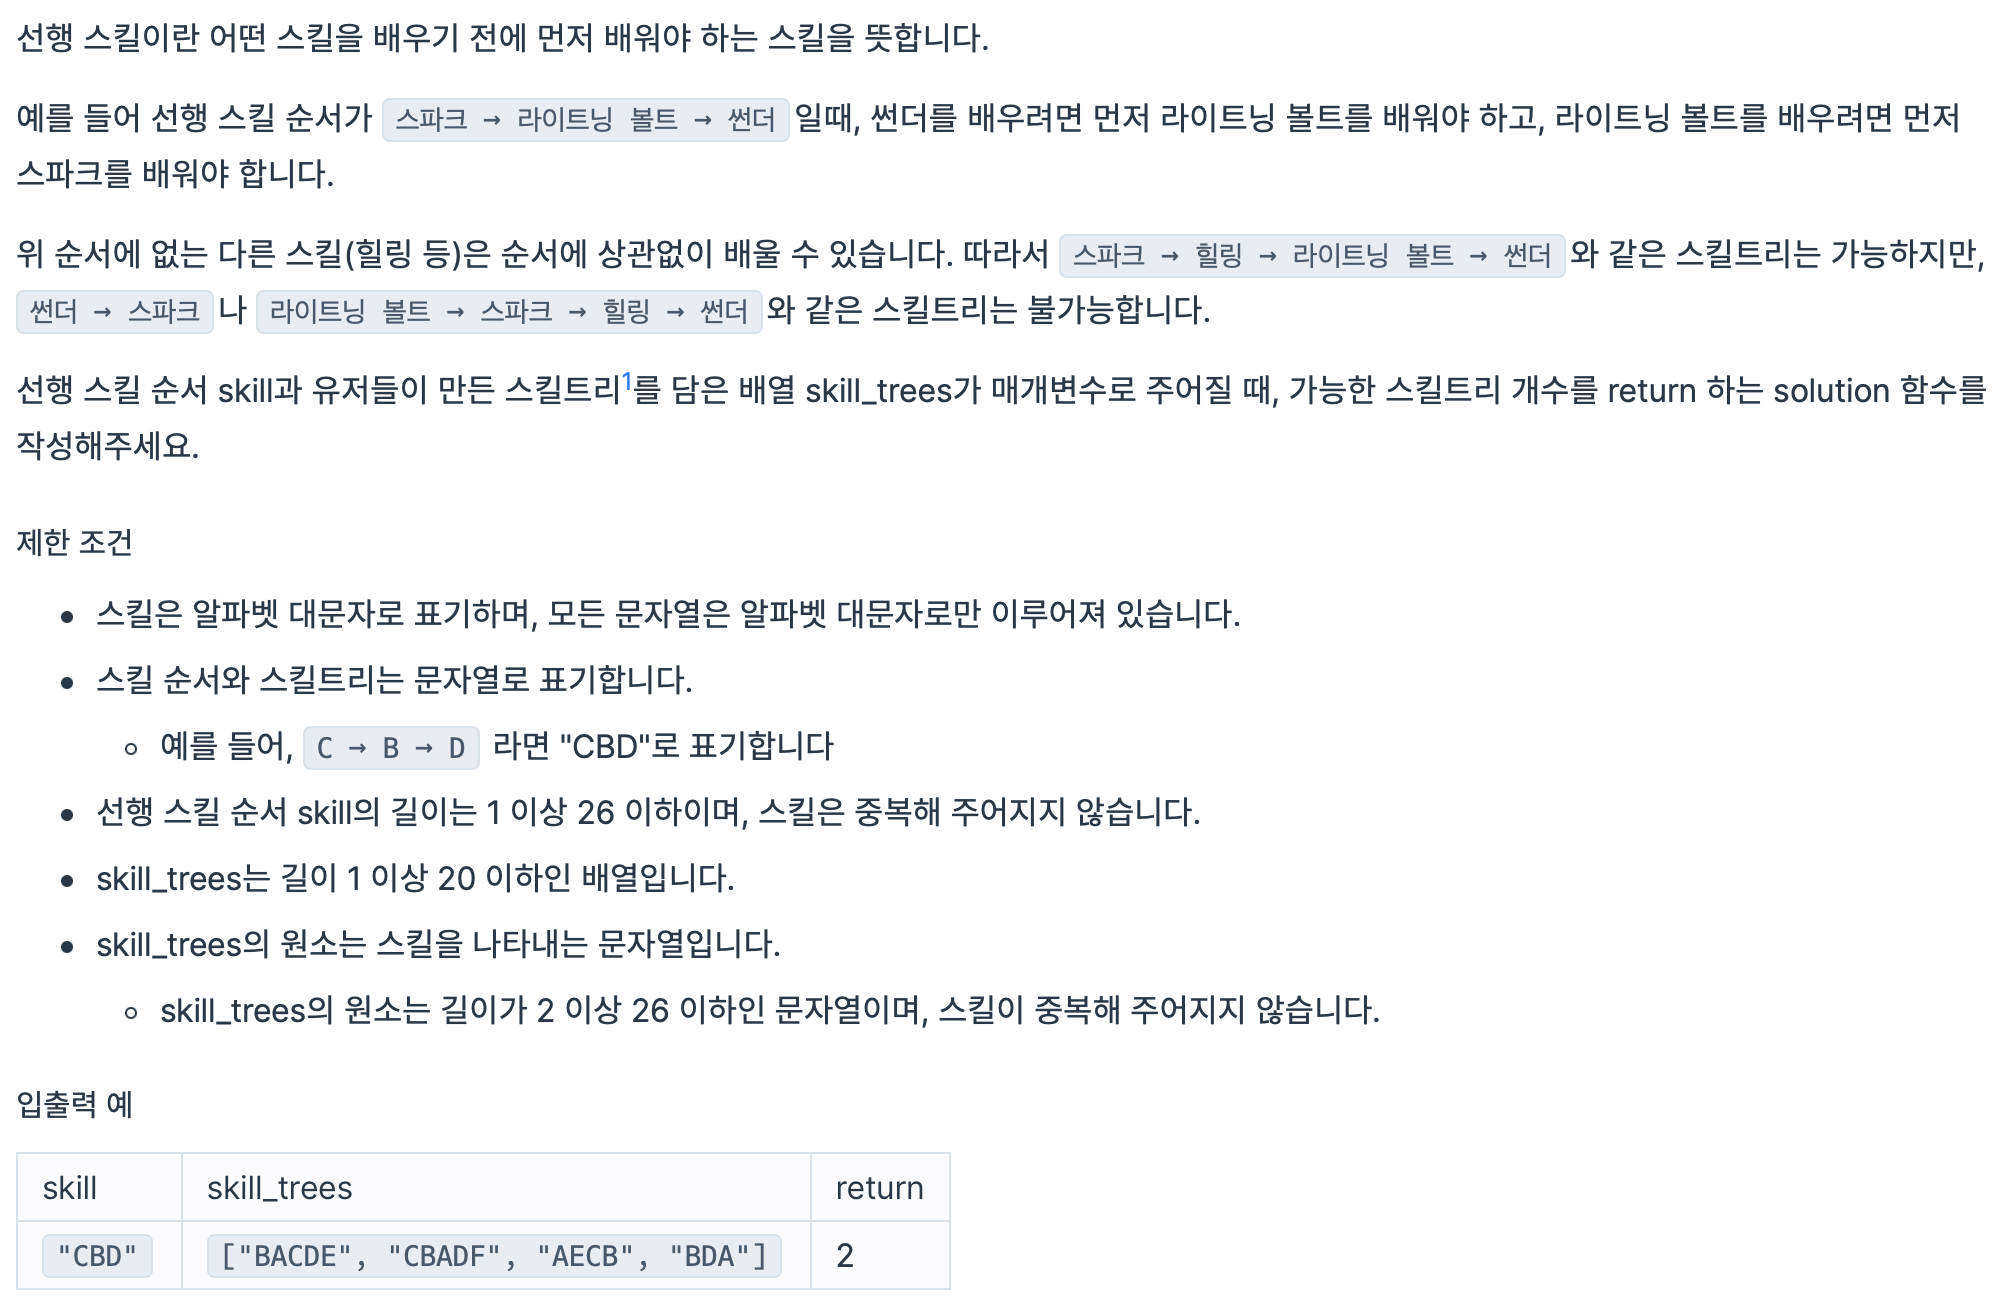 선행 스킬이란 어떤 스킬을 배우기 전에 먼저 배워야 하는 스킬을 뜻합니다.
예를 들어 선행 스킬 순서가 스파크 → 라이트닝 볼트 → 썬더일때, 썬더를 배우려면 먼저 라이트닝 볼트를 배워야 하고, 라이트닝 볼트를 배우려면 먼저
스파크를 배워야 합니다.
위 순서에 없는 다른 스킬(힐링 등)은 순서에 상관없이 배울 수 있습니다. 따라서 스파크 → 힐링 → 라이트닝 볼트 → 썬더와 같은 스킬트리는 가능하지만,
썬더 → 스파크나 라이트닝 볼트 → 스파크 → 힐링 → 썬더와 같은 스킬트리는 불가능합니다.
선행 스킬 순서 skill과 유저들이 만든 스킬트리1를 담은 배열 skill_trees가 매개변수로 주어질 때, 가능한 스킬트리 개수를 return 하는 solution 함수를
작성해주세요.
제한 조건
• 스킬은 알파벳 대문자로 표기하며, 모든 문자열은 알파벳 대문자로만 이루어져 있습니다.
• 스킬 순서와 스킬트리는 문자열로 표기합니다.
◦ 예를 들어, C → B → D 라면 "CBD"로 표기합니다
• 선행 스킬 순서 skill의 길이는 1 이상 26 이하이며, 스킬은 중복해 주어지지 않습니다.
• skill_trees는 길이 1 이상 20 이하인 배열입니다.
• skill_trees의 원소는 스킬을 나타내는 문자열입니다.
◦ skill_trees의 원소는 길이가 2 이상 26 이하인 문자열이며, 스킬이 중복해 주어지지 않습니다.
입출력 예
skill skill_trees return
"CBD" ["BACDE", "CBADF", "AECB", "BDA"] 2